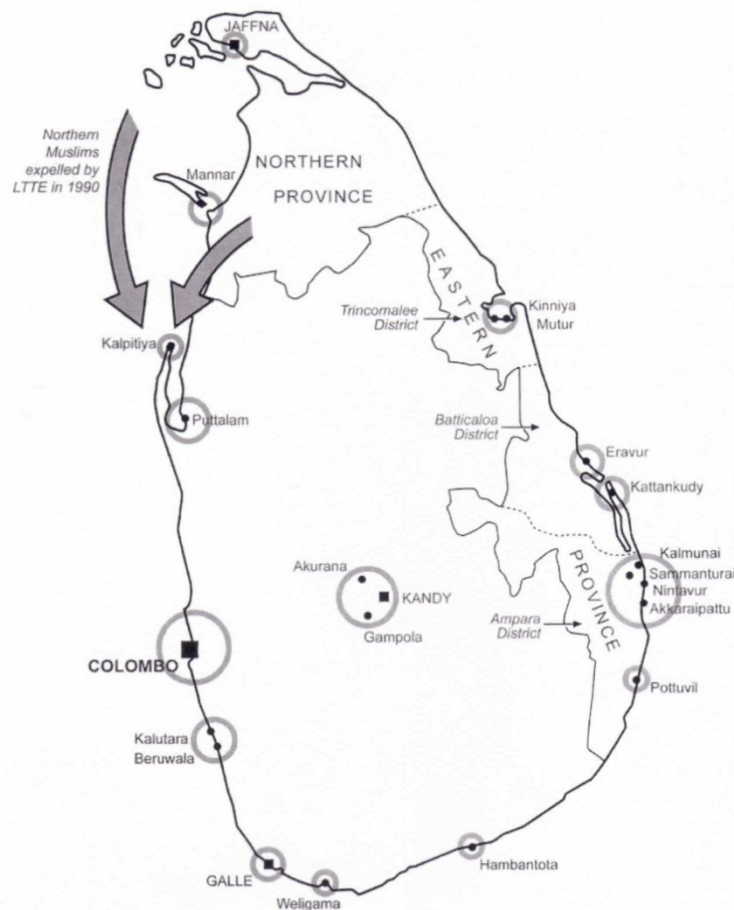 JAFFNA
Northern
Muslims
expelled by
LTTE in 1990
NORTHERN
PROVINCE
Mannar
EASTERN
Kinniya
Mutur
Trincomalee
District
Kalpitiya
Puttalam
Batticaloa
District
Eravur
Kattankudy
Kalmunai
Sammanturai
Nintavur
Akkaraipattu
PROVINCE
Akurana
KANDY
Gampola
Ampara
District
COLOMBO
Pottuvil
Kalutara
Beruwala
Hambantota
GALLE
Weligama